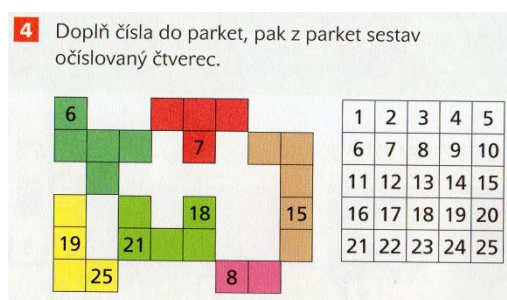 4 Doplň čísla do parket, pak z parket sestav
očíslovaný čtverec.
6
7
18
15
19
21
25
8
1 2 3 4 5
6 7 8 9 10
11 12 13 14 15
16 17 18 19 20
21 22 23 24 25